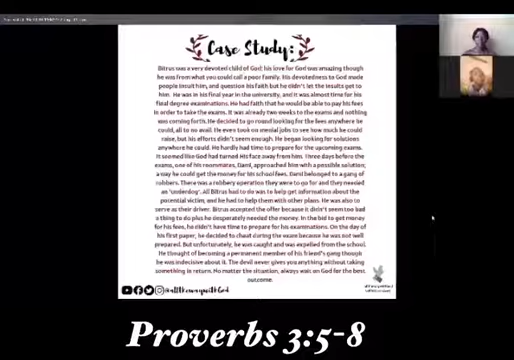 Case Study:
Bitrus was a very devoted child of God; his love for God was amazing though
he was from what you could call a poor family. His devotedness to God made
people insult him, and question his faith but he didn't let the insults get to
him. He was in his final year in the university, and it was almost time for his
final degree examinations. He had faith that he would be able to pay his fees
in order to take the exams. It was already two weeks to the exams and nothing
was coming forth. He decided to go round looking for the fees anywhere he
could, all to no avail. He even took on menial jobs to see how much he could
raise, but his efforts didn't seem enough. He began looking for solutions
anywhere he could. He hardly had time to prepare for the upcoming exams.
It seemed like God had turned His face away from him. Three days before the
exams, one of his roommates, Danl, approached him with a possible solution;
a way he could get the money for his school fees. Danl belonged to a gang of
robbers. There was a robbery operation they were to go for and they needed
an 'underdog'. All Bitrus had to do was to help get information about the
potential victim, and he had to help them with other plans. He was also to
serve as their driver. Bitrus accepted the offer because it didn't seem too bad
a thing to do plus he desperately needed the money. In the bid to get money
for his fees, he didn't have time to prepare for his examinations. On the day of
his first paper, he decided to cheat during the exam because he was not well
prepared. But unfortunately, he was caught and was expelled from the school.
He thought of becoming a permanent member of his friend's gang though
he was indecisive about it. The devil never gives you anything without taking
something in return. No matter the situation, always wait on God for the best
outcome.
@allthewaywithGod
Proverbs 3:5-8